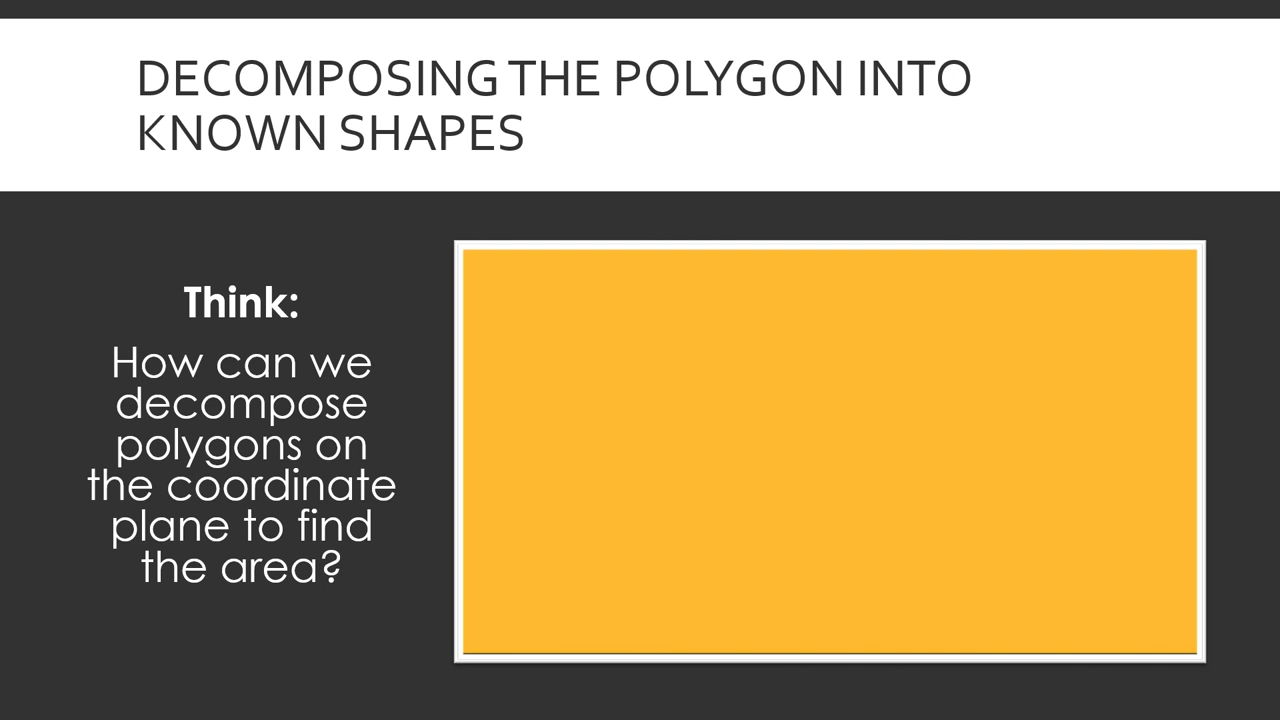 DECOMPOSING THE POLYGON INTO
KNOWN SHAPES
Think:
How can we
decompose
polygons on
the coordinate
plane to find
the area?